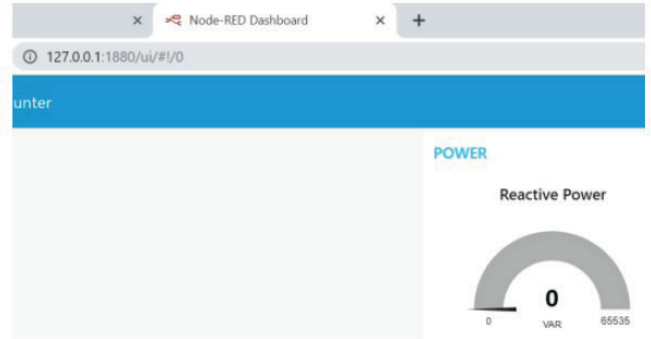 Node-RED Dashboard
127.0.0.1:1880/ui/#!/0
unter
POWER
Reactive Power
0
0
VAR
65535